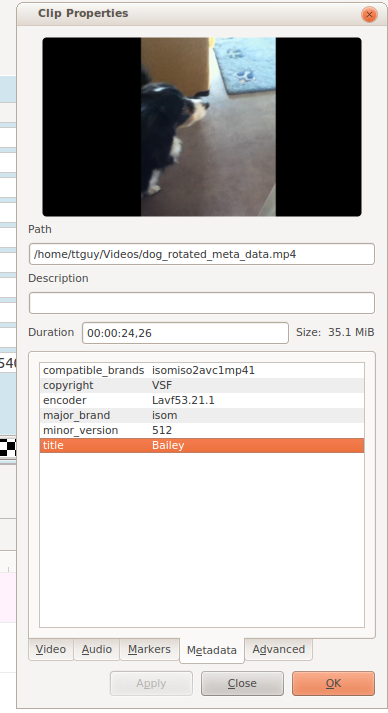 Clip Properties
Path
/home/ttguy/Videos/dog_rotated_meta_data.mp4
Description
Duration 00:00:24,26 Size: 35.1 MiB
compatible_brands isomiso2avc1mp41
copyright VSF
encoder Lavf53.21.1
major_brand isom
minor_version 512
title Bailey
Video Audio Markers Metadata Advanced
Apply Close OK